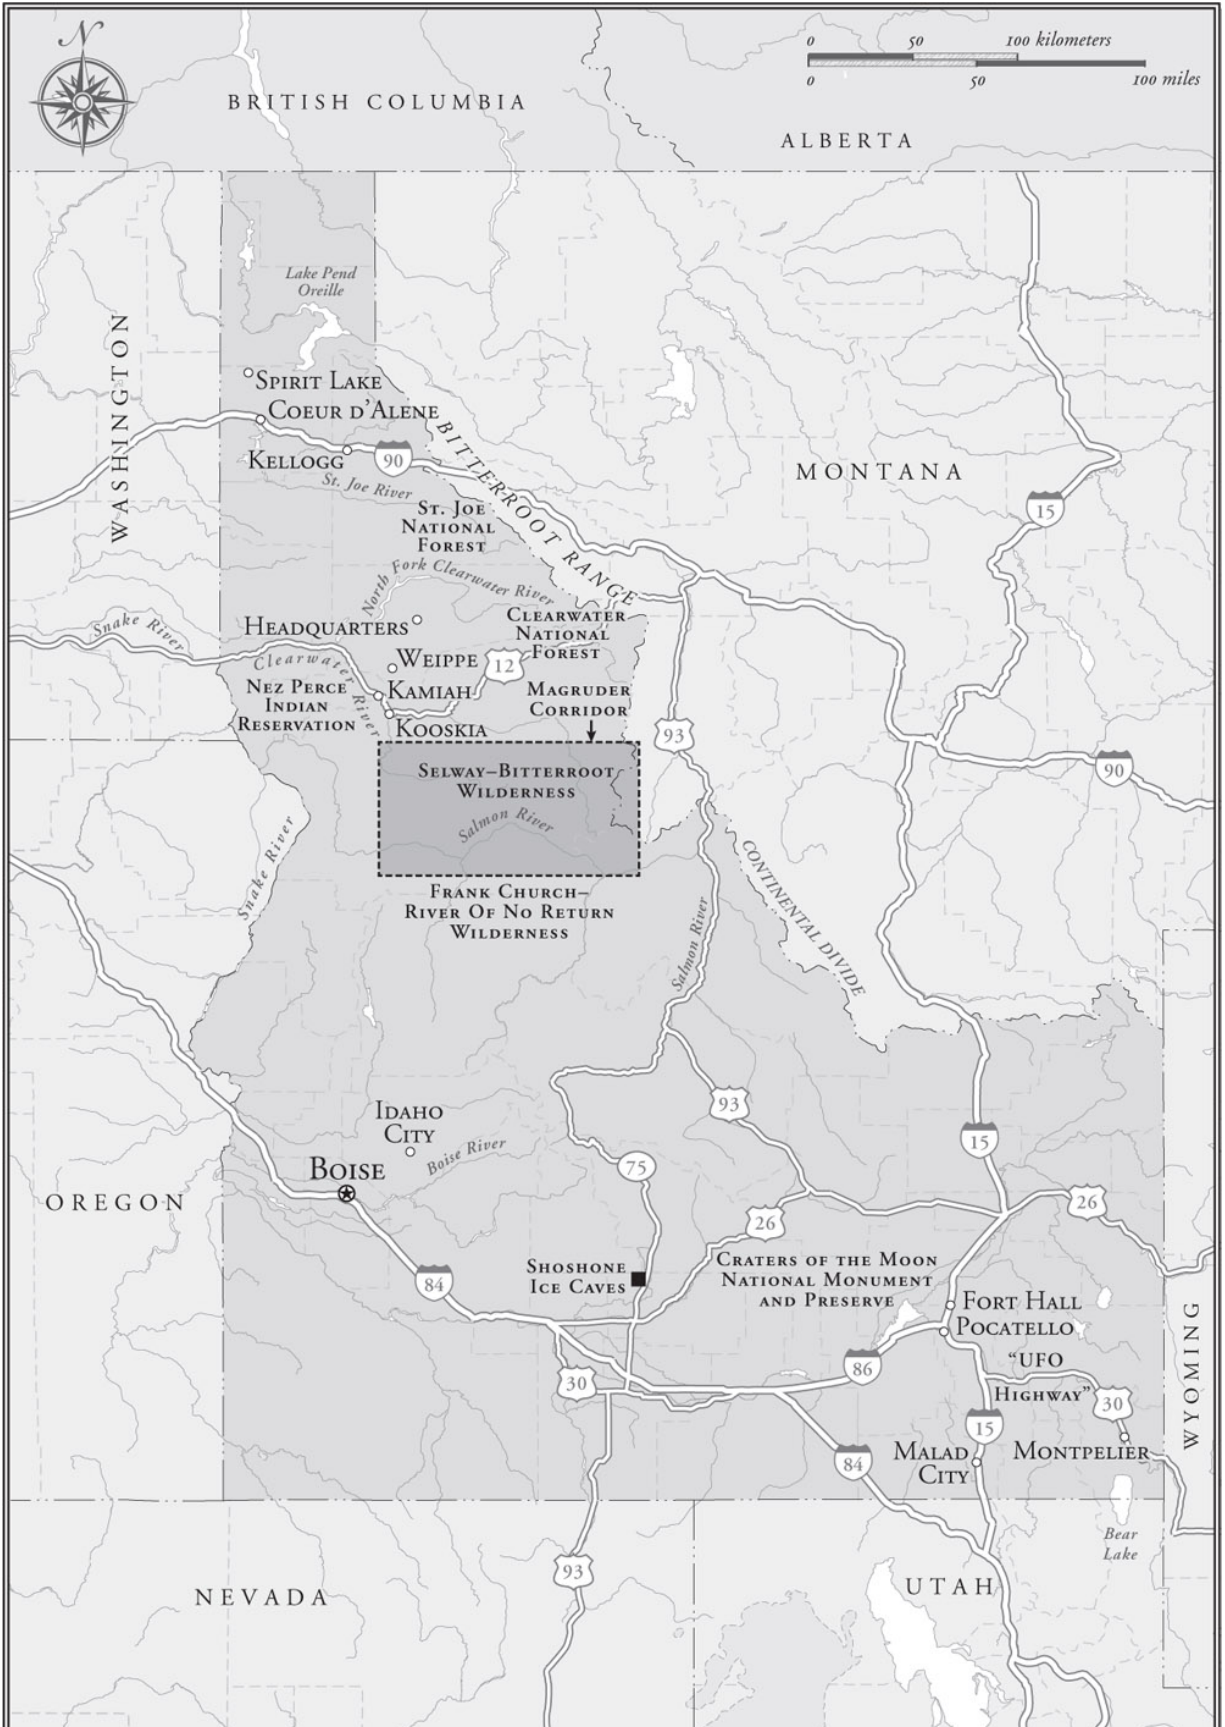 N
0 50 100 kilometers
0 50 100 miles
BRITISH COLUMBIA
ALBERTA
Lake Pend
Oreille
WASHINGTON
SPIRIT LAKE
COEUR D'ALENE
KELLOGG
90
St. Joe River
BITTERROOT RANGE
MONTANA
15
ST. JOE
NATIONAL
FOREST
North Fork Clearwater River
Snake River
HEADQUARTERS
CLEARWATER
NATIONAL
FOREST
Clearwater River
WEIPPE
12
NEZ PERCE
INDIAN
RESERVATION
KAMIAH
MAGRUDER
CORRIDOR
KOOSKIA
93
90
SELWAY–BITTERROOT
WILDERNESS
Salmon River
Snake River
FRANK CHURCH–
RIVER OF NO RETURN
WILDERNESS
Salmon River
CONTINENTAL DIVIDE
IDAHO
CITY
Boise River
93
15
BOISE
75
OREGON
26
26
SHOSHONE
ICE CAVES
CRATERS OF THE MOON
NATIONAL MONUMENT
AND PRESERVE
84
FORT HALL
POCATELLO
WYOMING
"UFO
HIGHWAY"
86
30
30
15
MALAD
CITY
MONTPELIER
84
Bear
Lake
93
NEVADA
UTAH